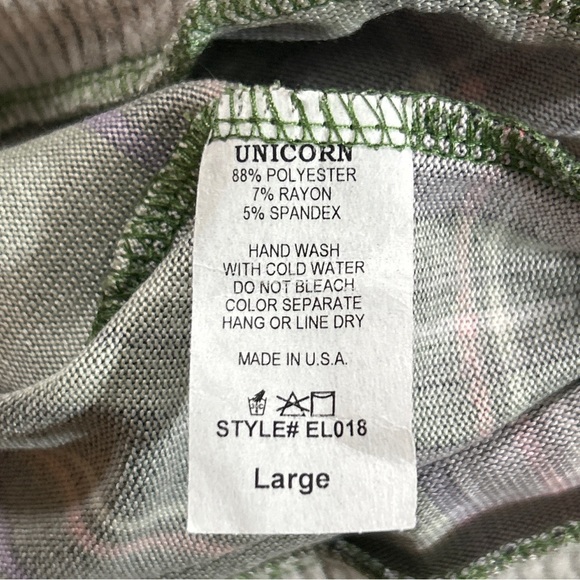 UNICORN
88% POLYESTER
7% RAYON
5% SPANDEX
HAND WASH
WITH COLD WATER
DO NOT BLEACH
COLOR SEPARATE
HANG OR LINE DRY
MADE IN U.S.A.
STYLE# EL018
Large